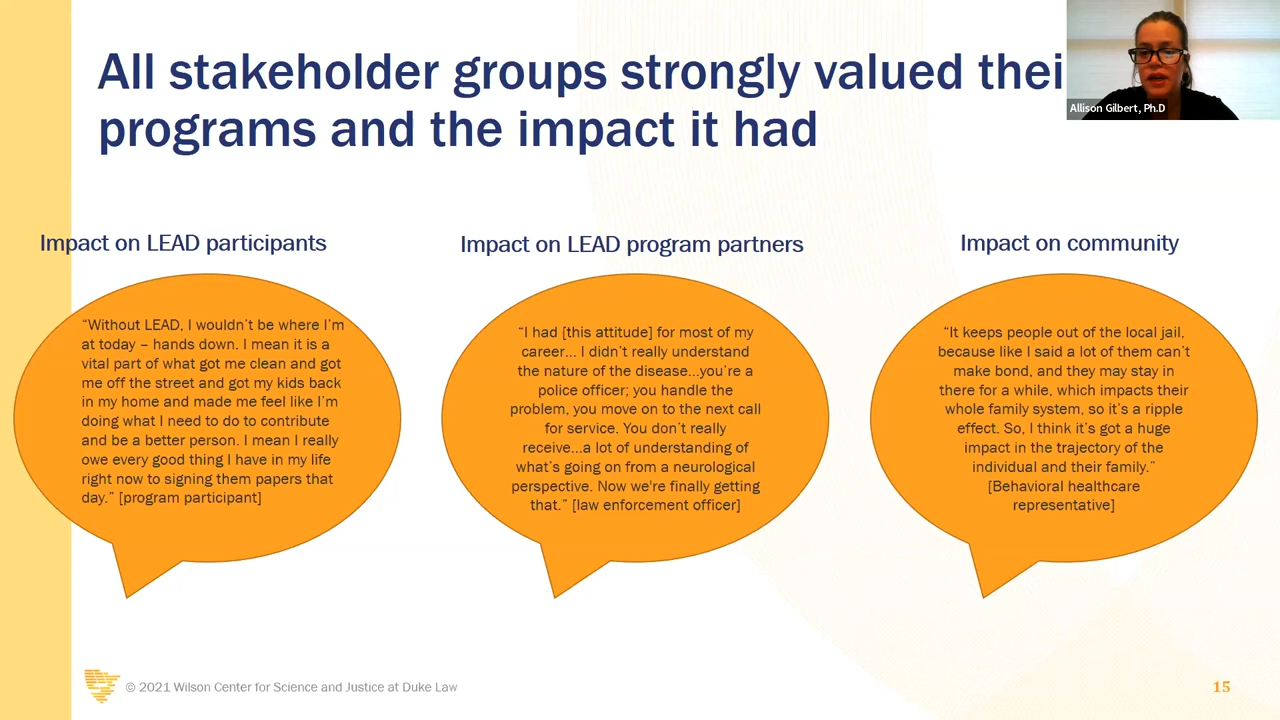 All stakeholder groups strongly valued thei
programs and the impact it had
Allison Gilbert, Ph.D
Impact on LEAD participants
“Without LEAD, I wouldn’t be where I’m
at today – hands down. I mean it is a
vital part of what got me clean and got
me off the street and got my kids back
in my home and made me feel like I’m
doing what I need to do to contribute
and be a better person. I mean I really
owe every good thing I have in my life
right now to signing them papers that
day.” [program participant]
Impact on LEAD program partners
“I had [this attitude] for most of my
career... I didn’t really understand
the nature of the disease...you’re a
police officer; you handle the
problem, you move on to the next call
for service. You don’t really
receive...a lot of understanding of
what’s going on from a neurological
perspective. Now we're finally getting
that.” [law enforcement officer]
Impact on community
“It keeps people out of the local jail,
because like I said a lot of them can’t
make bond, and they may stay in
there for a while, which impacts their
whole family system, so it’s a ripple
effect. So, I think it’s got a huge
impact in the trajectory of the
individual and their family.”
[Behavioral healthcare
representative]
© 2021 Wilson Center for Science and Justice at Duke Law
15